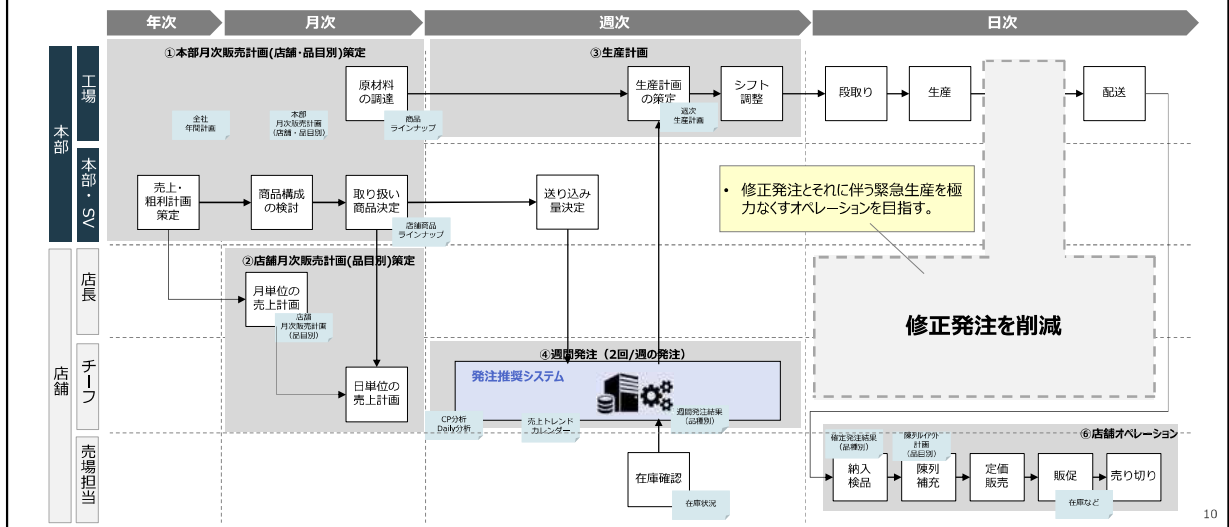 年次
月次
週次
日次
本部
工場
本部・SV
店舗
店長
チーフ
売場担当
①本部月次販売計画(店舗・品目別)策定
原材料
の調達
全社
年間計画
本部
月次販売計画
(店舗・品目別)
商品
ラインナップ
売上・
粗利計画
策定
商品構成
の検討
取り扱い
商品決定
店舗商品
ラインナップ
③生産計画
生産計画
の策定
シフト
調整
週次
生産計画
送り込み
量決定
段取り
生産
配送
• 修正発注とそれに伴う緊急生産を極
力なくすオペレーションを目指す。
②店舗月次販売計画(品目別)策定
月単位の
売上計画
店舗
月次販売計画
(品目別)
日単位の
売上計画
修正発注を削減
④週間発注（2回/週の発注）
発注推奨システム
CP分析
Daily分析
売上トレンド
カレンダー
週間発注結果
(品種別)
在庫確認
在庫状況
⑥店舗オペレーション
確定発注結果
(品種別)
陳列レイアウト
計画
(品目別)
納入
検品
陳列
補充
定価
販売
販促
売り切り
在庫など
10